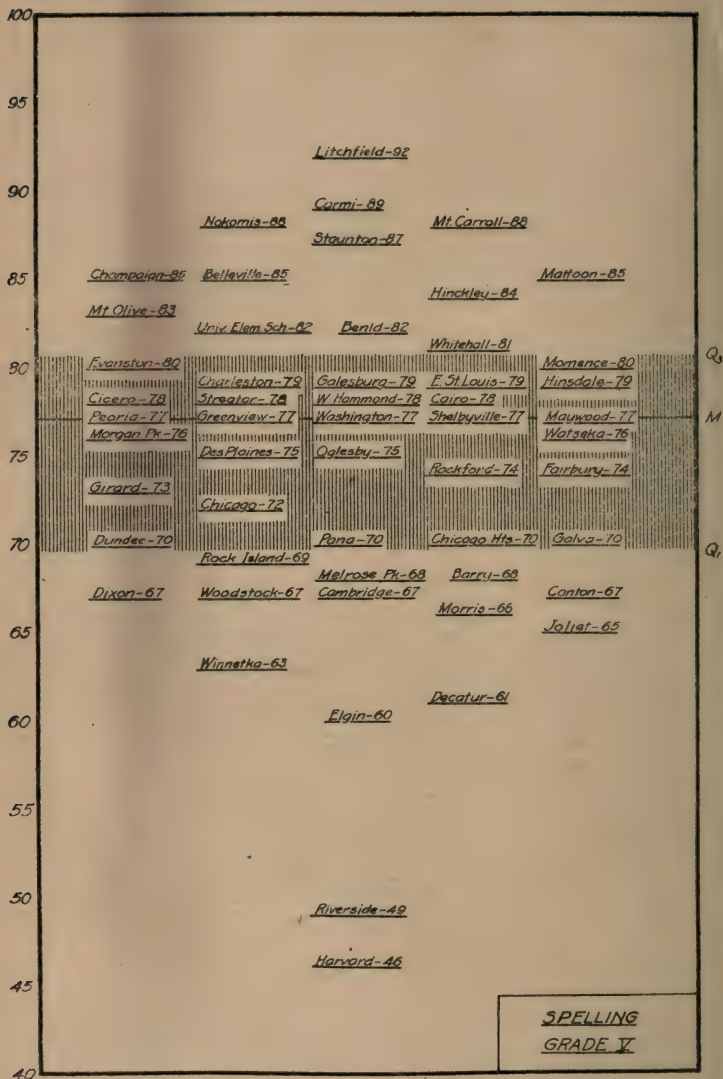 100
95
Litchfield-92
90
Carmi-89
Nokomis-88 Mt. Carroll-88
Staunton-87
85
Champaign-85 Belleville-85 Mattoon-85
Hinckley-84
Mt Olive-83
Univ. Elem. Sch.-82 Benld-82
Whitehall-81
80
Evanston-80 Momence-80
Q3
Charleston-79 Galesburg-79 E. St Louis-79 Hinsdale-79
Cicero-78 Streator-78 W Hammond-78 Cairo-78
Peoria-77 Greenview-77 Washington-77 Shelbyville-77 Maywood-77
M
Morgan Pk-76 Watseka-76
75
Des Plaines-75 Oglesby-75
Rockford-74 Fairbury-74
Girard-73
Chicago-72
70
Dundee-70 Pana-70 Chicago Hts-70 Galva-70
Q1
Rock Island-69
Melrose Pk-68 Barry-68
Dixon-67 Woodstock-67 Cambridge-67 Canton-67
Morris-66
65
Joliet-65
Winnetka-63
Decatur-61
60
Elgin-60
55
50
Riverside-49
Harvard-46
45
SPELLING
GRADE V
40